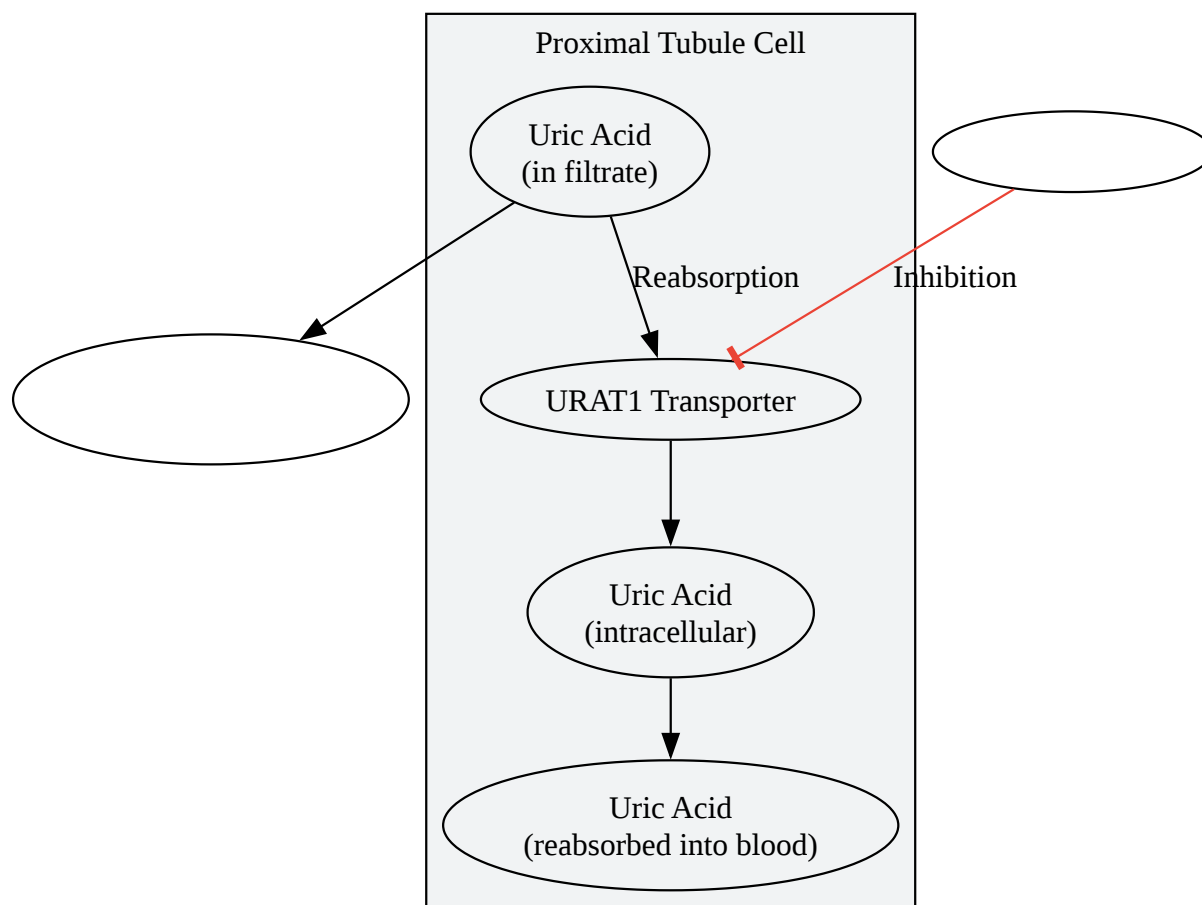 Proximal Tubule Cell
Uric Acid
(in filtrate)
Reabsorption
Inhibition
URAT1 Transporter
Uric Acid
(intracellular)
Uric Acid
(reabsorbed into blood)